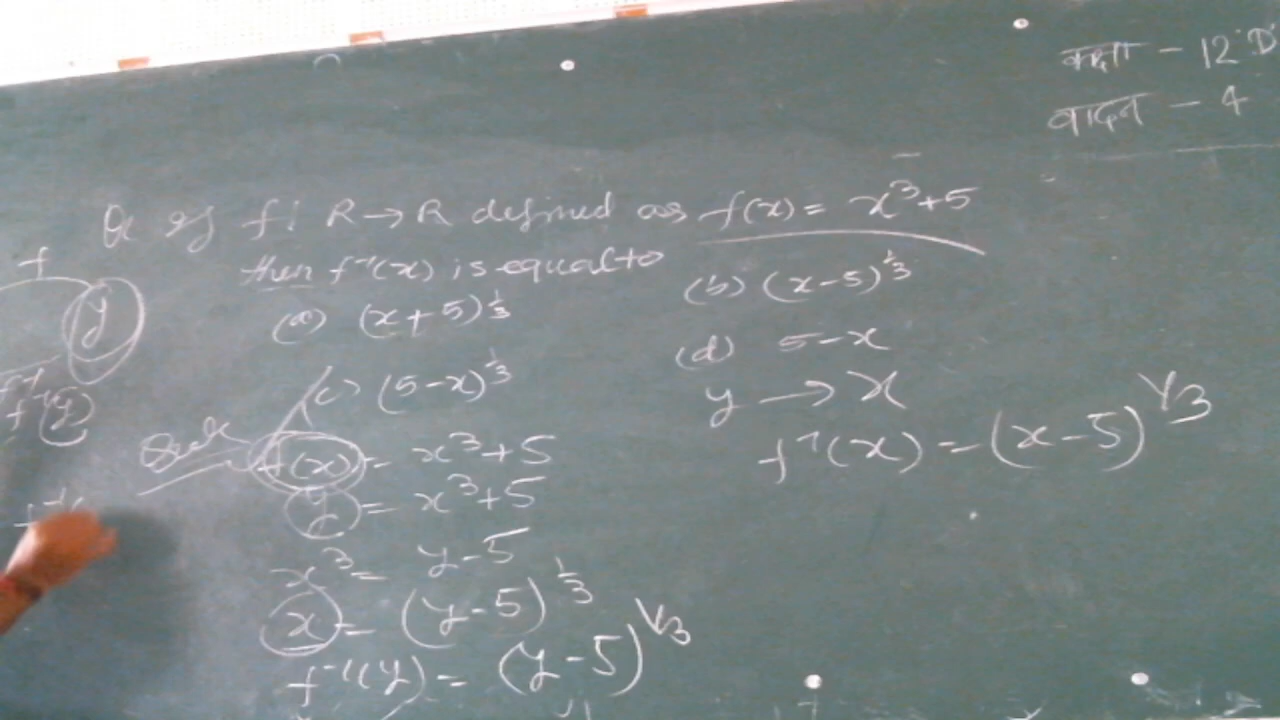 कक्षा - 12 'D'
वादन - 4
Q If f: R→R defined as f(x) = x³+5
then f⁻¹(x) is equal to
(a) (x+5)^1/3 (b) (x-5)^1/3
(c) (5-x)^1/3 (d) 5-x
f(x) = x³+5
y = x³+5
x³ = y-5
x = (y-5)^1/3
f⁻¹(y) = (y-5)^1/3
y → x
f⁻¹(x) = (x-5)^1/3
f
y